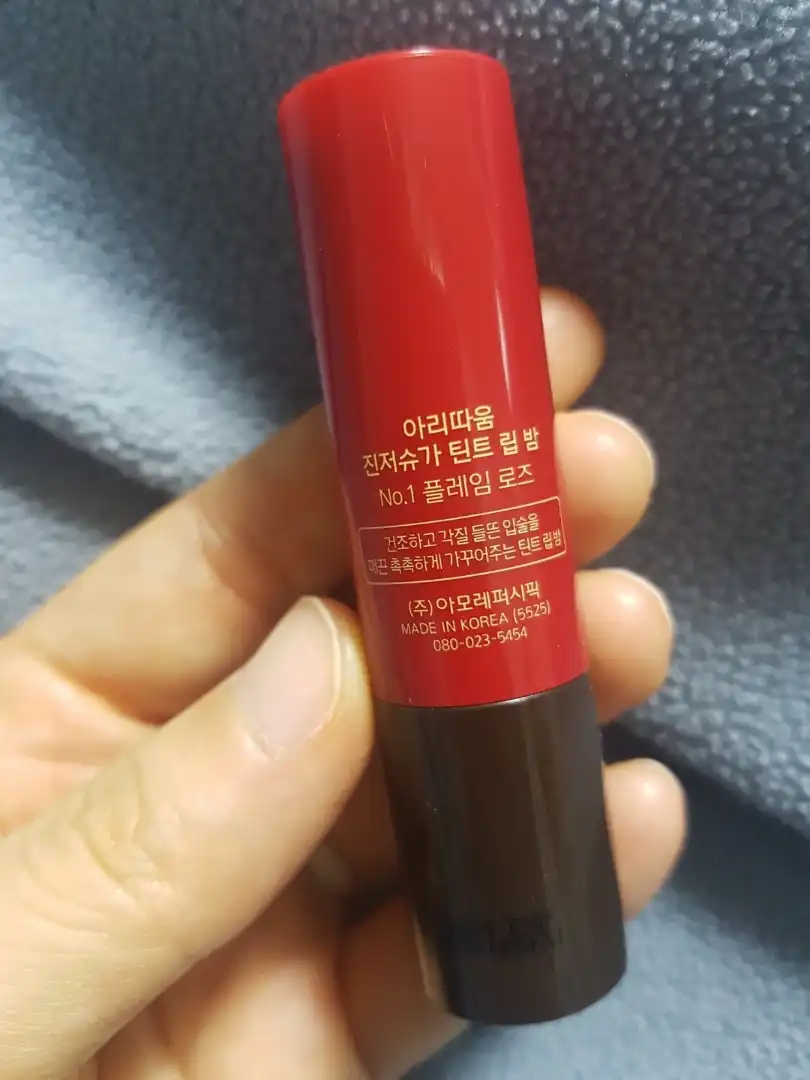 아리따움
진저슈가 틴트 립 밤
No.1 플레임 로즈
건조하고 각질 들뜬 입술을
매끈 촉촉하게 가꾸어주는 틴트 립밤
(주)아모레퍼시픽
MADE IN KOREA (5525)
080-023-5454